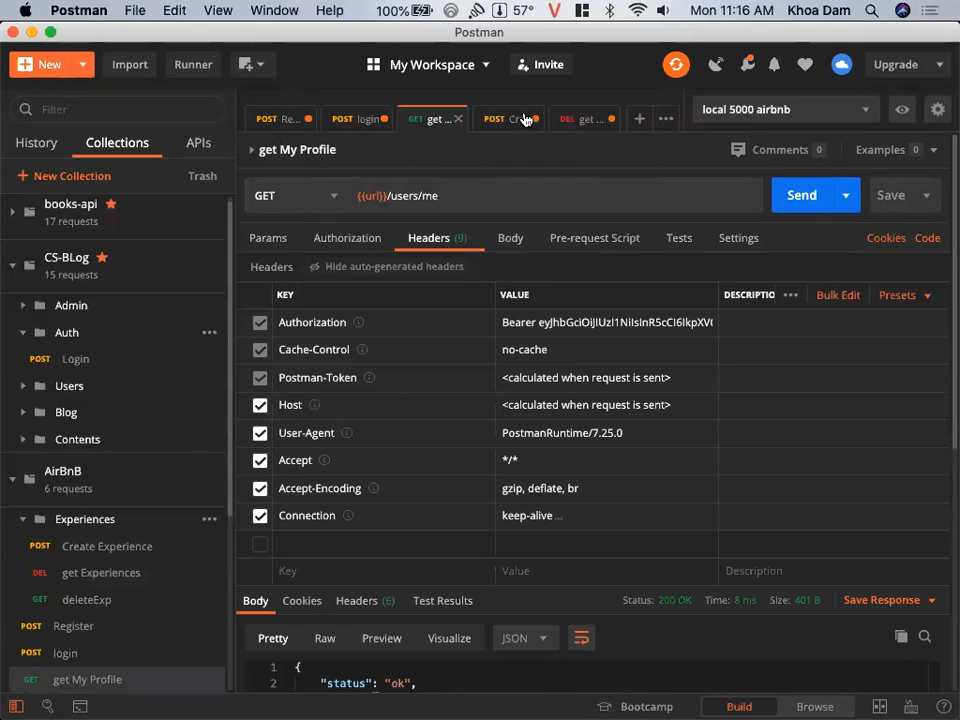 Postman File Edit View Window Help 100% 57° Mon 11:16 AM Khoa Dam
Postman
New Import Runner My Workspace Invite Upgrade
Filter
POST Re... POST login GET get ... POST Cr DEL get ... local 5000 airbnb
History Collections APIs
get My Profile Comments 0 Examples 0
New Collection Trash
GET {{url}}/users/me Send Save
books-api
17 requests
Params Authorization Headers (9) Body Pre-request Script Tests Settings Cookies Code
CS-BLog
15 requests
Headers Hide auto-generated headers
KEY VALUE DESCRIPTIO Bulk Edit Presets
Admin
Auth
POST Login
Users
Blog
Contents
Authorization
Cache-Control no-cache
Postman-Token <calculated when request is sent>
Host <calculated when request is sent>
User-Agent PostmanRuntime/7.25.0
Accept */*
Accept-Encoding gzip, deflate, br
Connection keep-alive ...
Key Value Description
AirBnB
6 requests
Experiences
POST Create Experience
DEL get Experiences
GET deleteExp
POST Register
POST login
GET get My Profile
Body Cookies Headers (6) Test Results Status: 200 OK Time: 8 ms Size: 401 B Save Response
Pretty Raw Preview Visualize JSON
1 {
2 "status": "ok",
Bootcamp Build Browse